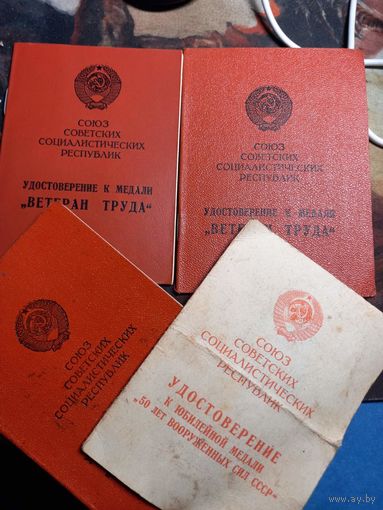 СОЮЗ
СОВЕТСКИХ
СОЦИАЛИСТИЧЕСКИХ
РЕСПУБЛИК
УДОСТОВЕРЕНИЕ К МЕДАЛИ
„ВЕТЕРАН ТРУДА“
СОЮЗ
СОВЕТСКИХ
СОЦИАЛИСТИЧЕСКИХ
РЕСПУБЛИК
УДОСТОВЕРЕНИЕ К МЕДАЛИ
„ВЕТЕРАН ТРУДА“
СОЮЗ
СОВЕТСКИХ
СОЦИАЛИСТИЧЕСКИХ
РЕСПУБЛИК
СОЮЗ
СОВЕТСКИХ
СОЦИАЛИСТИЧЕСКИХ
РЕСПУБЛИК
УДОСТОВЕРЕНИЕ
К ЮБИЛЕЙНОЙ МЕДАЛИ
„50 ЛЕТ ВООРУЖЕННЫХ СИЛ СССР“
ay.by